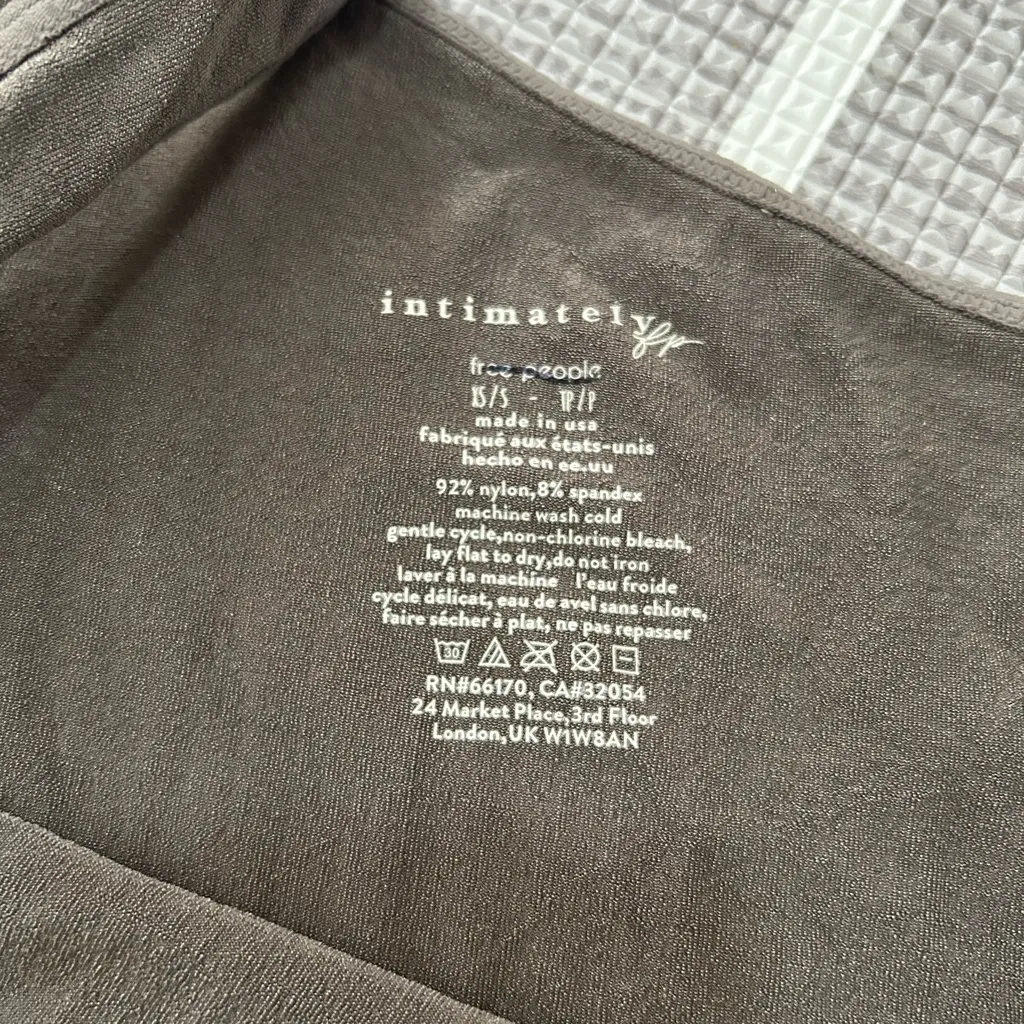 intimately fp
free people
XS/S - TP/P
made in usa
fabriqué aux états-unis
hecho en ee.uu
92% nylon,8% spandex
machine wash cold
gentle cycle,non-chlorine bleach,
lay flat to dry,do not iron
laver à la machine l'eau froide
cycle délicat, eau de avel sans chlore,
faire sécher à plat, ne pas repasser
30
RN#66170, CA#32054
24 Market Place,3rd Floor
London,UK W1W8AN